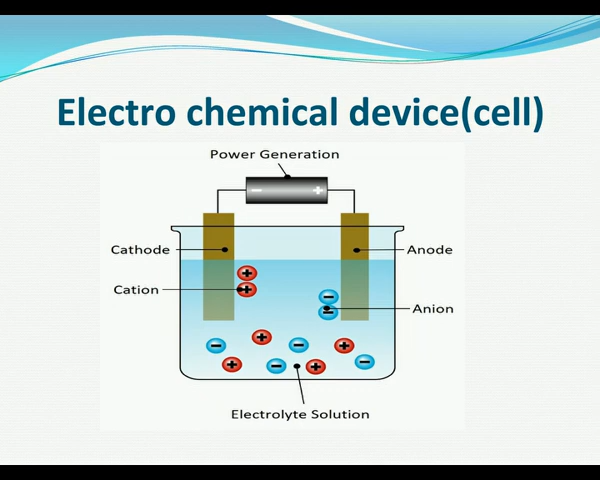 Electro chemical device(cell)
Power Generation
− +
Cathode
Anode
Cation
Anion
Electrolyte Solution